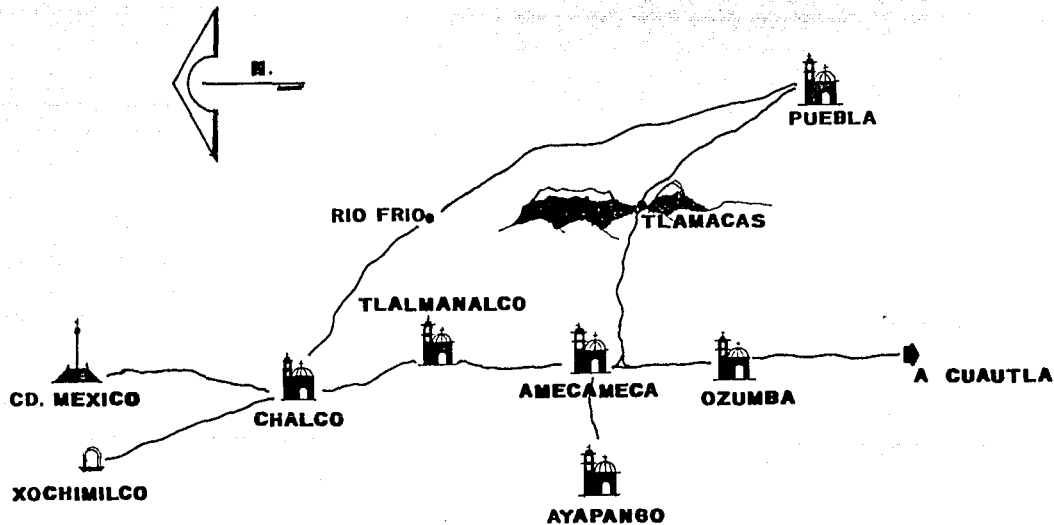 N.
PUEBLA
RIO FRIO
TLAMACAS
TLALMANALCO
CD. MEXICO
CHALCO
AMECAMECA
OZUMBA
A CUAUTLA
XOCHIMILCO
AYAPANGO